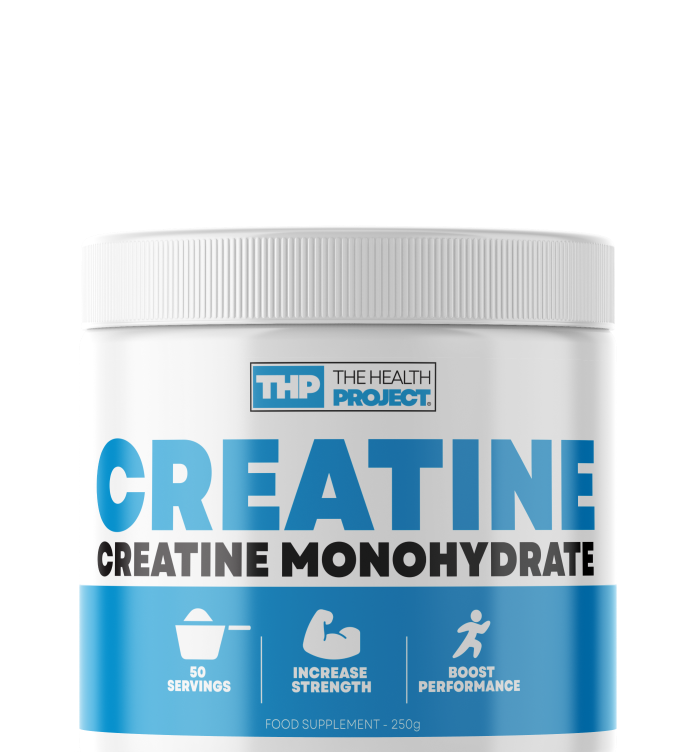 THP THE HEALTH
PROJECT®
CREATINE
CREATINE MONOHYDRATE
50
SERVINGS
INCREASE
STRENGTH
BOOST
PERFORMANCE
FOOD SUPPLEMENT - 250g